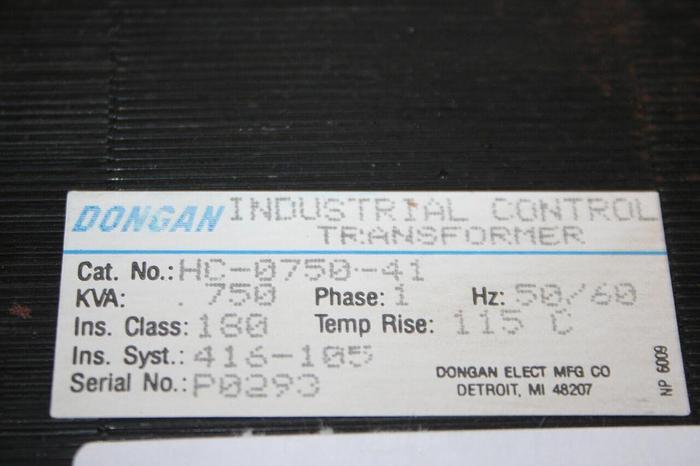 DONGAN INDUSTRIAL CONTROL
TRANSFORMER
Cat. No.: HC-0750-41
KVA: .750 Phase: 1 Hz: 50/60
Ins. Class: 180 Temp Rise: 115 C
Ins. Syst.: 416-105
Serial No.: P0293
DONGAN ELECT MFG CO
DETROIT, MI 48207
NP 6009